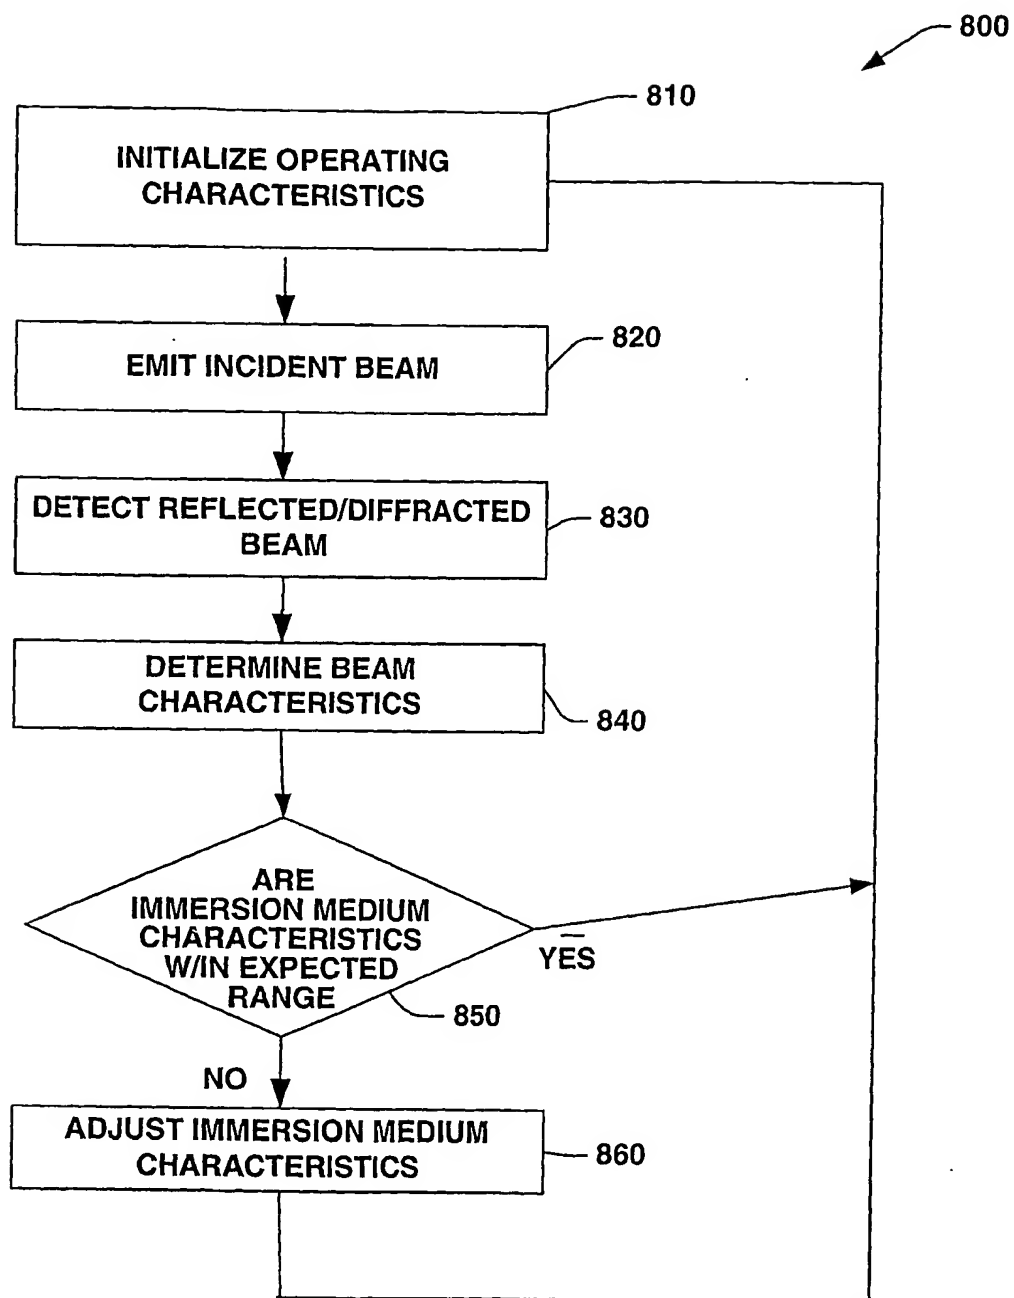 800
810
INITIALIZE OPERATING
CHARACTERISTICS
820
EMIT INCIDENT BEAM
DETECT REFLECTED/DIFFRACTED
BEAM
830
DETERMINE BEAM
CHARACTERISTICS
840
ARE
IMMERSION MEDIUM
CHARACTERISTICS
W/IN EXPECTED
RANGE
YES
850
NO
ADJUST IMMERSION MEDIUM
CHARACTERISTICS
860